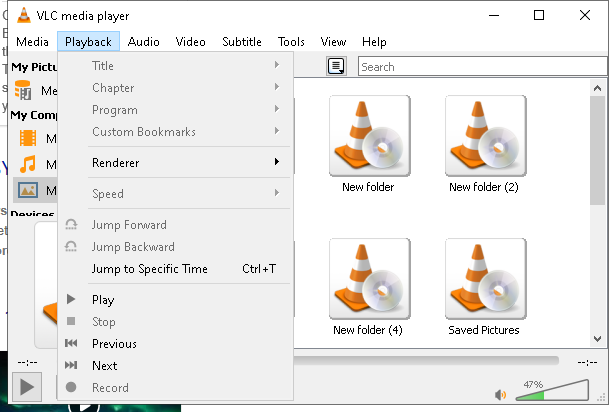 VLC media player
Media Playback Audio Video Subtitle Tools View Help
My Pictu
Me
My Comp
M
M
M
Devices
Title
Chapter
Program
Custom Bookmarks
Renderer
Speed
Jump Forward
Jump Backward
Jump to Specific Time Ctrl+T
Play
Stop
Previous
Next
Record
Search
New folder
New folder (2)
New folder (4)
Saved Pictures
--:--
--:--
47%